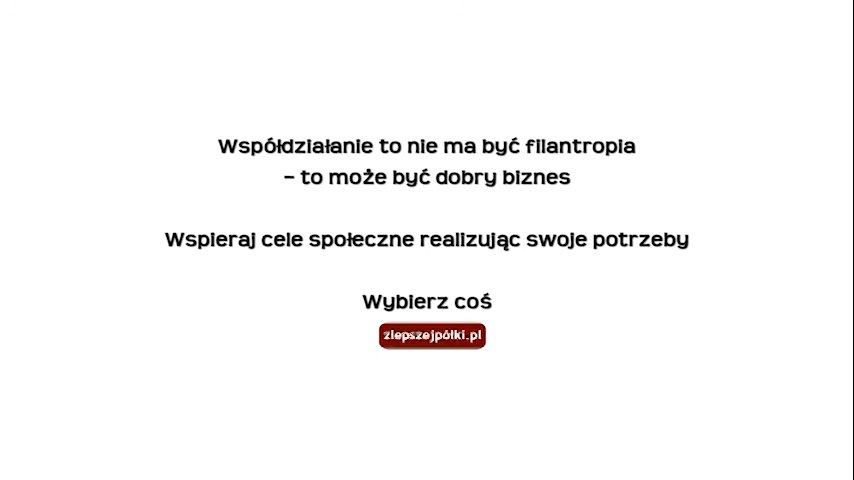 Współdziałanie to nie ma być filantropia
– to może być dobry biznes
Wspieraj cele społeczne realizując swoje potrzeby
Wybierz coś
zlepszejpółki.pl